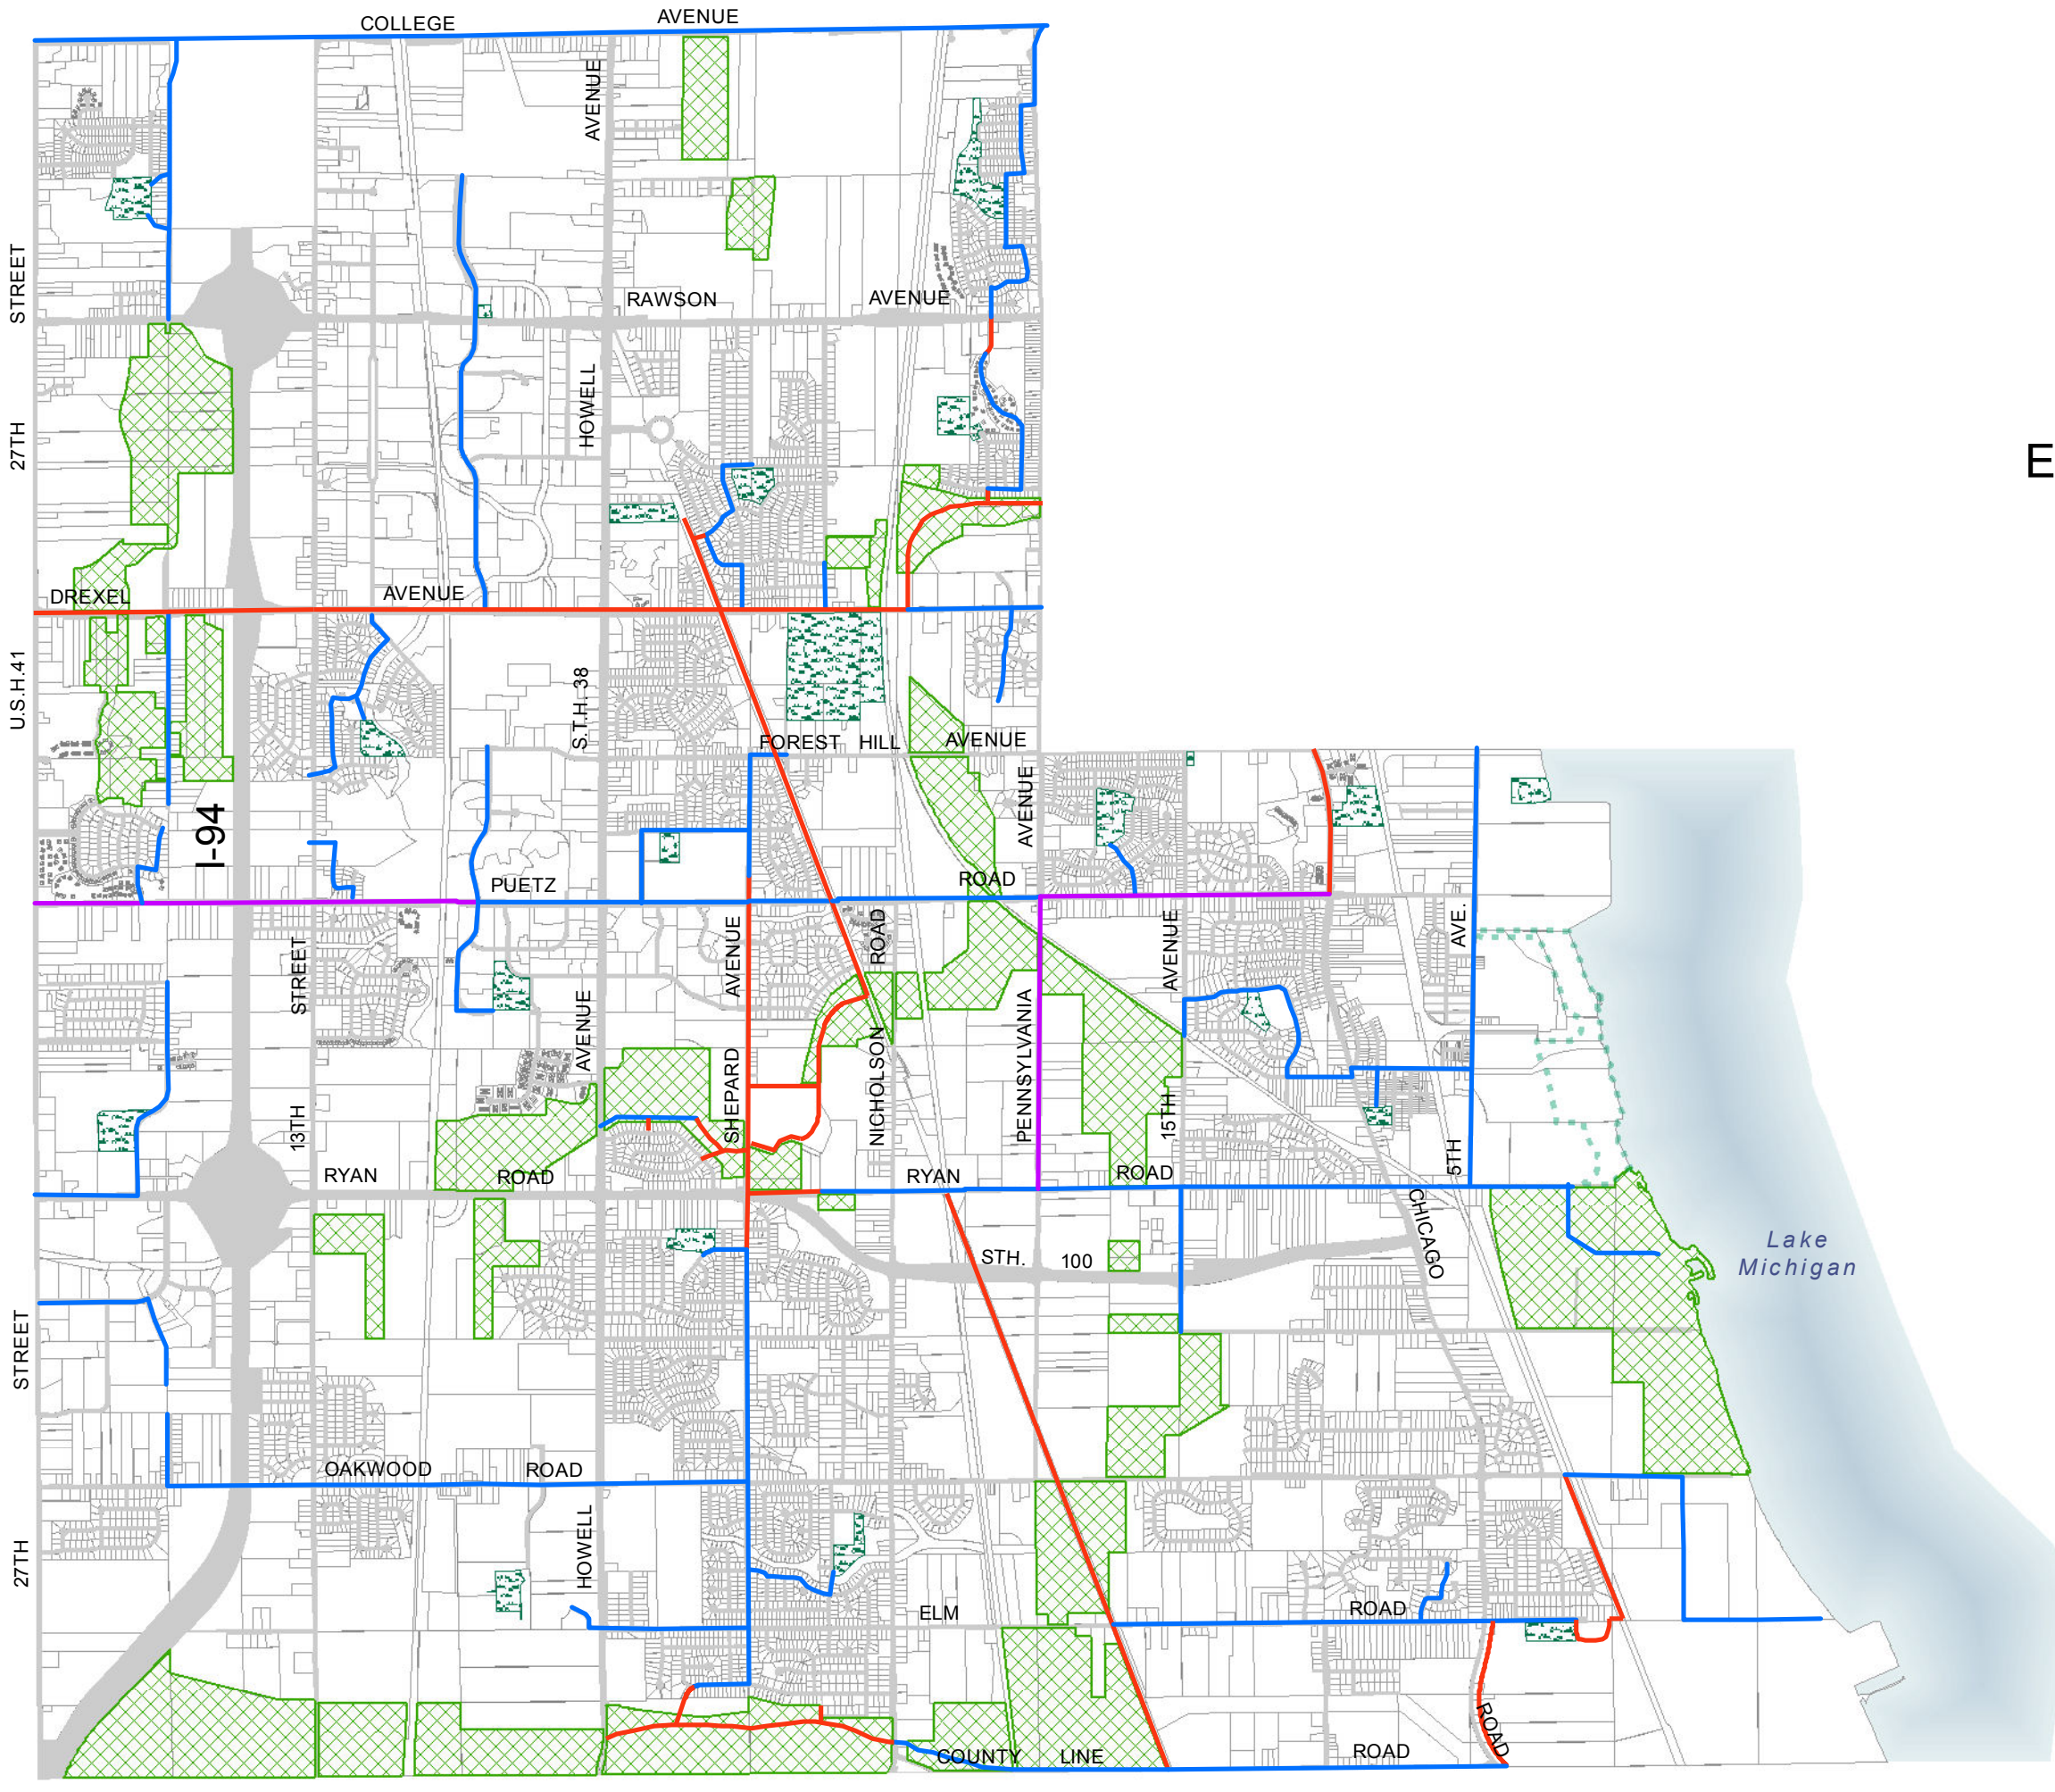 COLLEGE AVENUE
AVENUE
STREET
RAWSON AVENUE
HOWELL
27TH
E
DREXEL AVENUE
U.S.H.41
S.T.H. 38
FOREST HILL AVENUE
AVENUE
I-94
PUETZ ROAD
STREET
AVENUE
AVENUE
ROAD
AVENUE
AVE.
13TH
SHEPARD
NICHOLSON
PENNSYLVANIA
15TH
5TH
RYAN ROAD RYAN ROAD
CHICAGO
STH. 100
Lake
Michigan
STREET
OAKWOOD ROAD
27TH
HOWELL
ELM ROAD
ROAD
COUNTY LINE ROAD